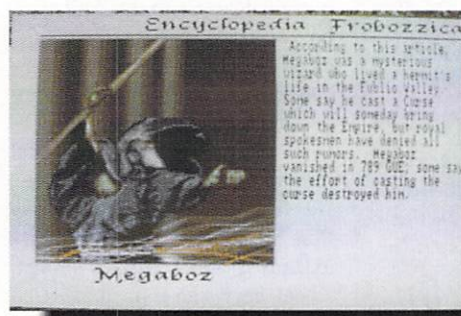 Encyclopedia Frobozzica
According to this article,
Megaboz was a mysterious
wizard who lived a hermit's
life in the Fublio Valley.
Some say he cast a Curse
which will someday bring
down the Empire, but royal
spokesmen have denied all
such rumors. Megaboz
vanished in 789 GUE; some say
the effort of casting the
curse destroyed him.
Megaboz